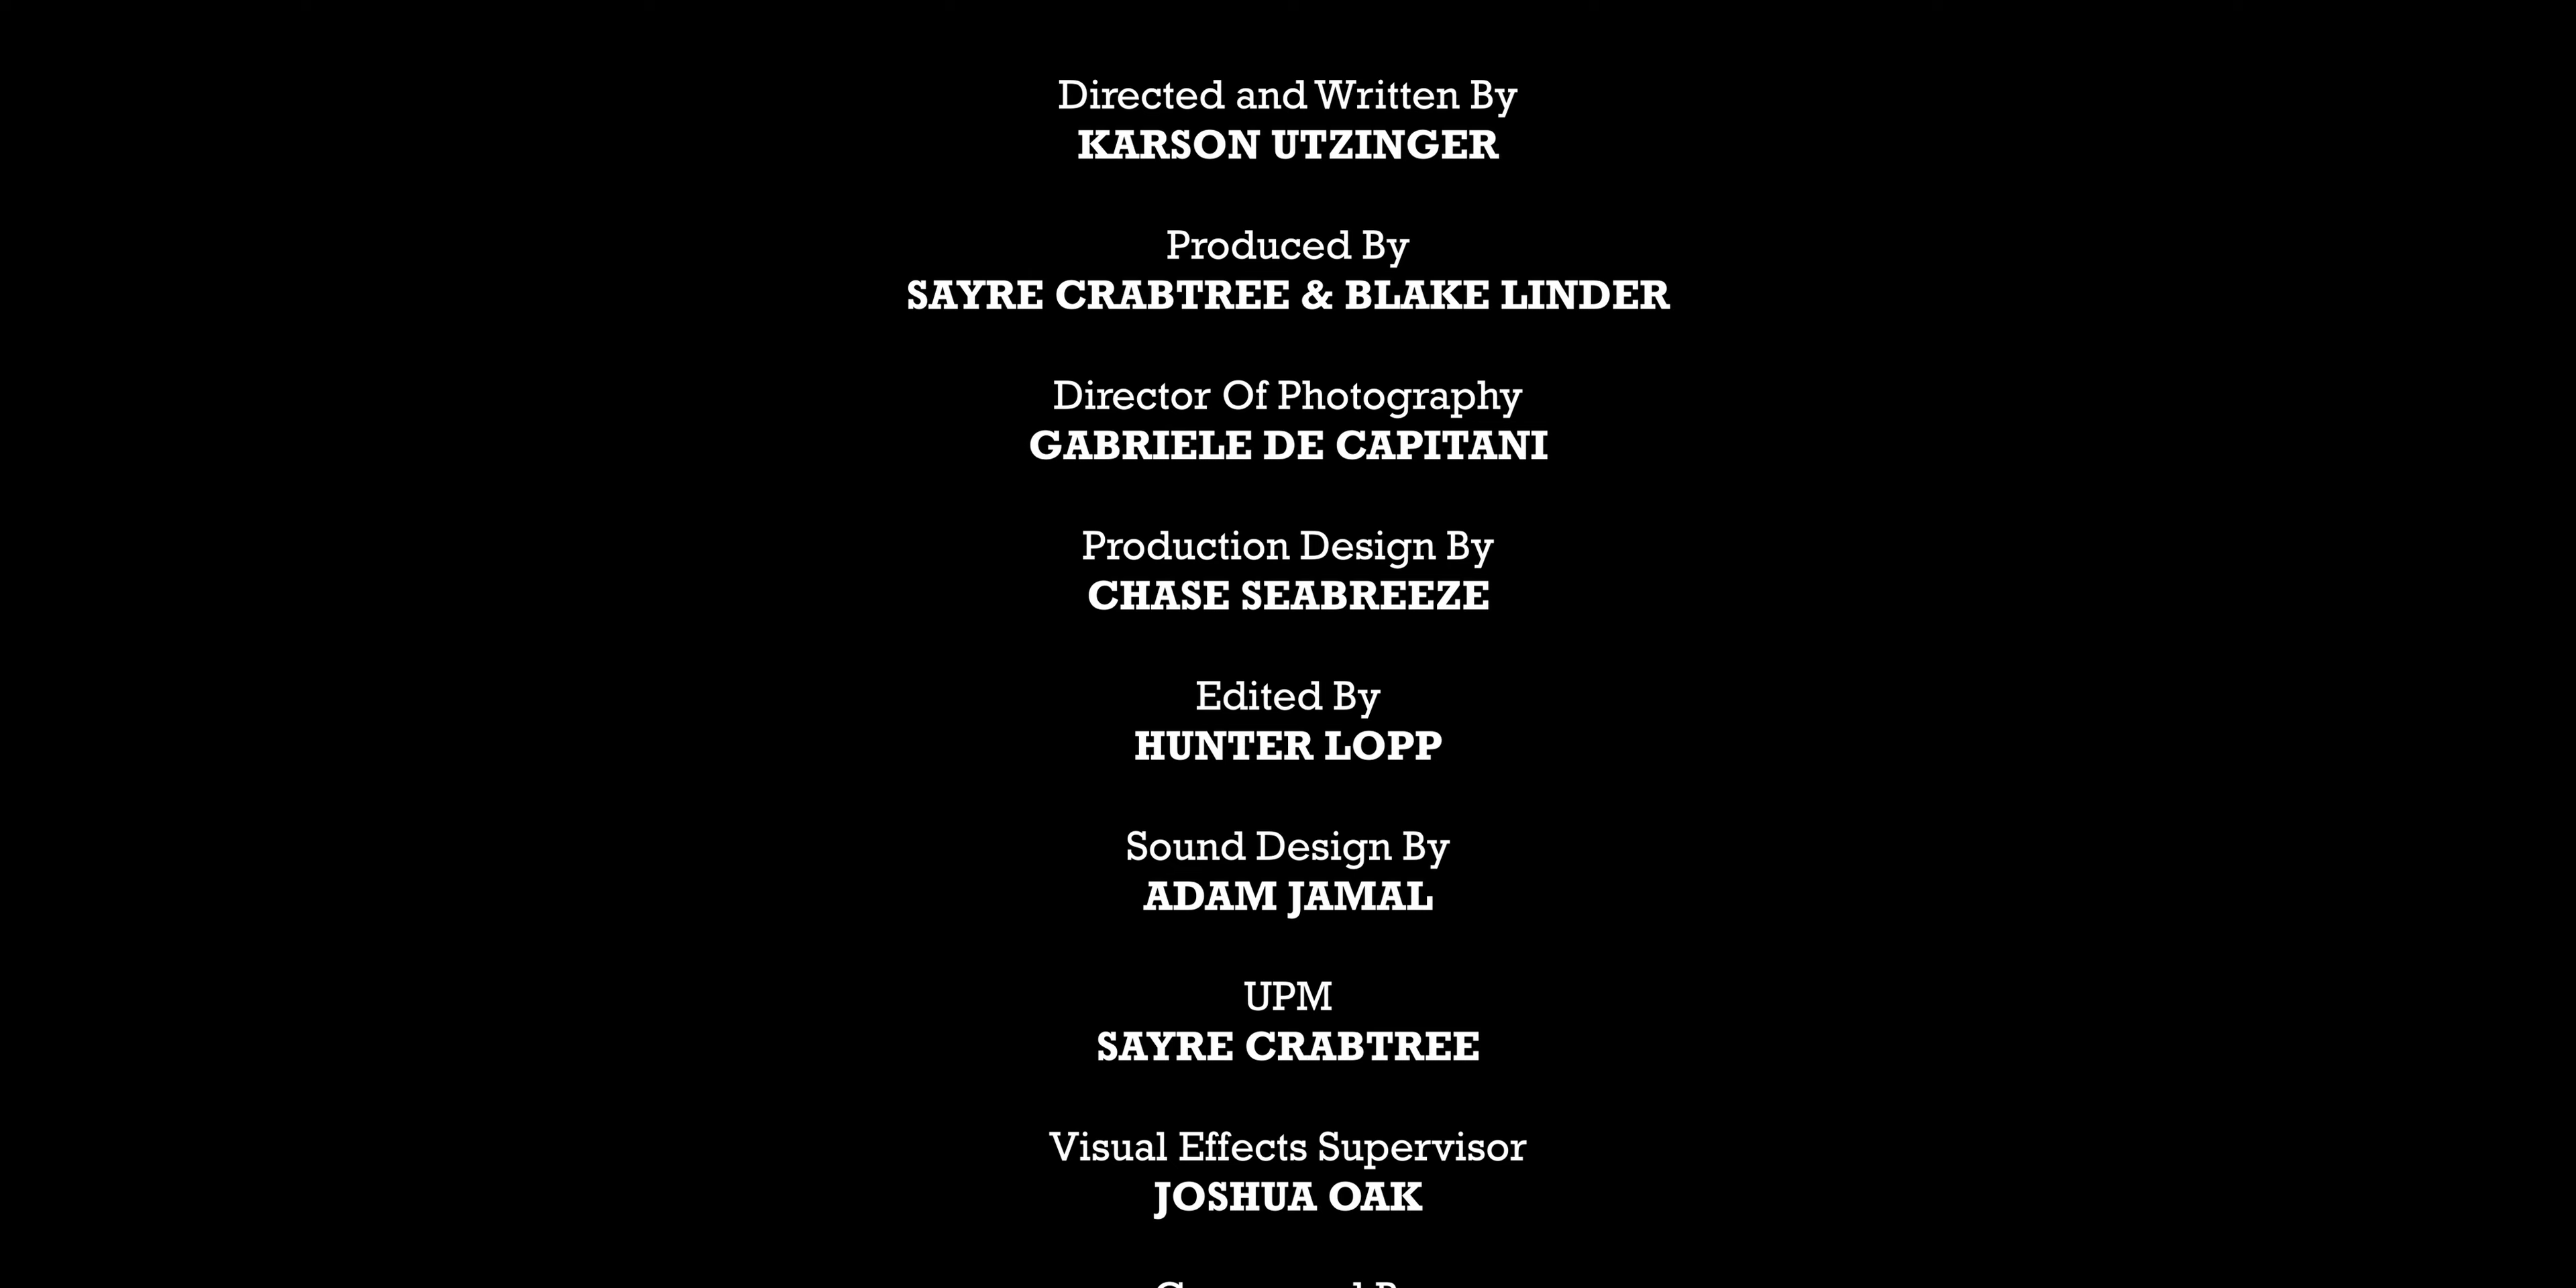 Directed and Written By
KARSON UTZINGER
Produced By
SAYRE CRABTREE & BLAKE LINDER
Director Of Photography
GABRIELE DE CAPITANI
Production Design By
CHASE SEABREEZE
Edited By
HUNTER LOPP
Sound Design By
ADAM JAMAL
UPM
SAYRE CRABTREE
Visual Effects Supervisor
JOSHUA OAK